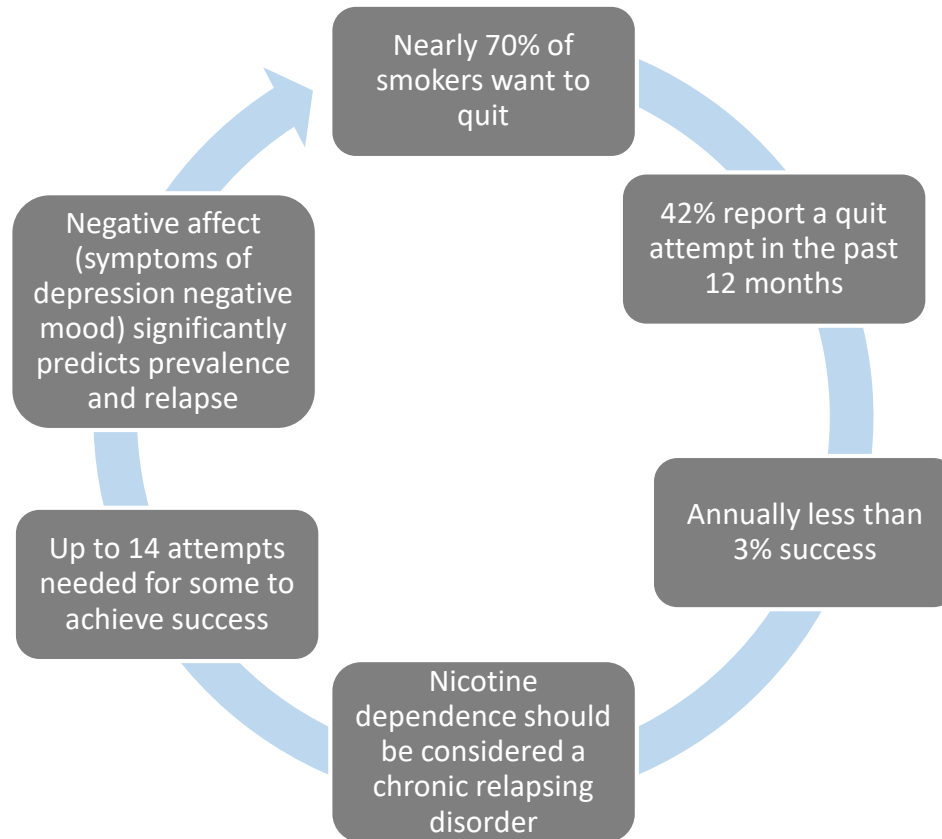 Nearly 70% of
smokers want to
quit
42% report a quit
attempt in the past
12 months
Annually less than
3% success
Nicotine
dependence should
be considered a
chronic relapsing
disorder
Up to 14 attempts
needed for some to
achieve success
Negative affect
(symptoms of
depression negative
mood) significantly
predicts prevalence
and relapse